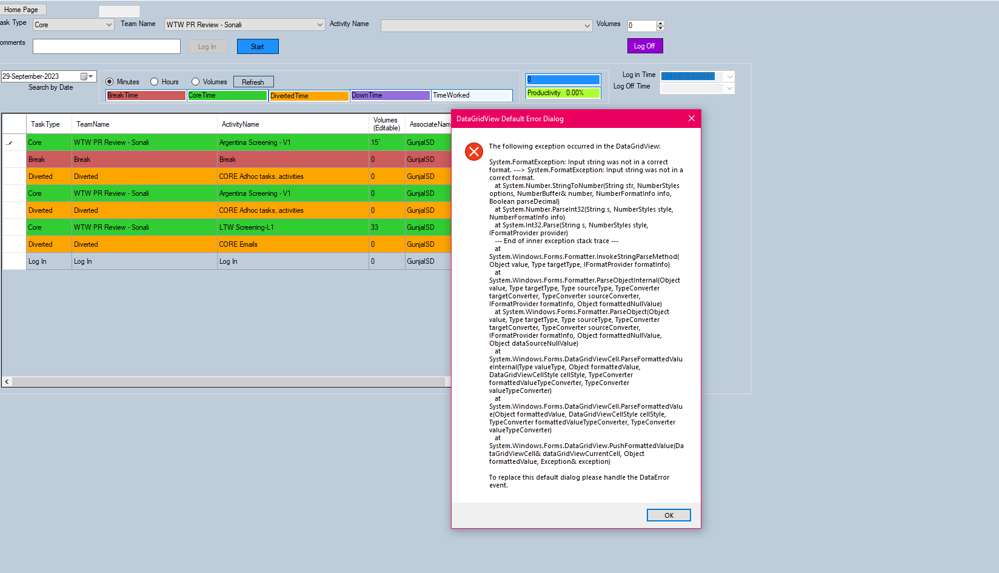 Home Page
ask Type
Core
Team Name
WTW PR Review - Sonali
Activity Name
Volumes
0
omments
Log In
Start
Log Off
29-September-2023
Search by Date
Minutes
Hours
Volumes
Refresh
BreakTime
CoreTime
DivertedTime
DownTime
TimeWorked
0
Productivity 0.00%
Log in Time
Log Off Time
TaskType TeamName ActivityName Volumes (Editable) AssociateNam
Core WTW PR Review - Sonali Argentina Screening - V1 15` GunjalSD
Break Break Break 0 GunjalSD
Diverted Diverted CORE Adhoc tasks, activities 0 GunjalSD
Core WTW PR Review - Sonali Argentina Screening - V1 0 GunjalSD
Diverted Diverted CORE Adhoc tasks, activities 0 GunjalSD
Core WTW PR Review - Sonali LTW Screening-L1 33 GunjalSD
Diverted Diverted CORE Emails 0 GunjalSD
Log In Log In Log In 0 GunjalSD
DataGridView Default Error Dialog
The following exception occurred in the DataGridView:
System.FormatException: Input string was not in a correct
format. ---> System.FormatException: Input string was not in a
correct format.
at System.Number.StringToNumber(String str, NumberStyles
options, NumberBuffer& number, NumberFormatInfo info,
Boolean parseDecimal)
at System.Number.ParseInt32(String s, NumberStyles style,
NumberFormatInfo info)
at System.Int32.Parse(String s, NumberStyles style,
IFormatProvider provider)
--- End of inner exception stack trace ---
at
System.Windows.Forms.Formatter.InvokeStringParseMethod(
Object value, Type targetType, IFormatProvider formatInfo)
at
System.Windows.Forms.Formatter.ParseObjectInternal(Object
value, Type targetType, Type sourceType, TypeConverter
targetConverter, TypeConverter sourceConverter,
IFormatProvider formatInfo, Object formattedNullValue)
at System.Windows.Forms.Formatter.ParseObject(Object
value, Type targetType, Type sourceType, TypeConverter
targetConverter, TypeConverter sourceConverter,
IFormatProvider formatInfo, Object formattedNullValue,
Object dataSourceNullValue)
at
System.Windows.Forms.DataGridViewCell.ParseFormattedValu
eInternal(Type valueType, Object formattedValue,
DataGridViewCellStyle cellStyle, TypeConverter
formattedValueTypeConverter, TypeConverter
valueTypeConverter)
at
System.Windows.Forms.DataGridViewCell.ParseFormattedValu
e(Object formattedValue, DataGridViewCellStyle cellStyle,
TypeConverter formattedValueTypeConverter, TypeConverter
valueTypeConverter)
at
System.Windows.Forms.DataGridView.PushFormattedValue(Da
taGridViewCell& dataGridViewCurrentCell, Object
formattedValue, Exception& exception)
To replace this default dialog please handle the DataError
event.
OK